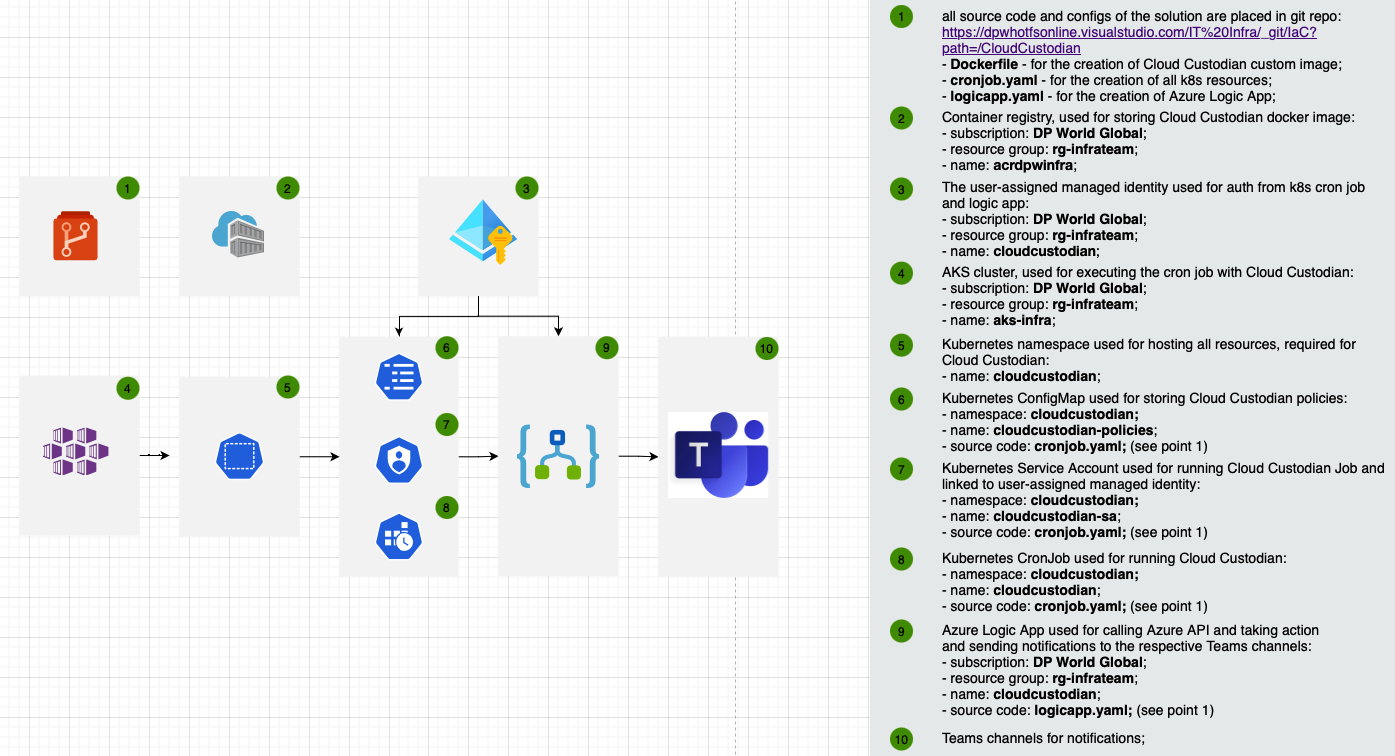 1
2
3
4
5
6
7
8
9
10
T
1
all source code and configs of the solution are placed in git repo:
https://dpwhotfsonline.visualstudio.com/IT%20Infra/_git/IaC?
path=/CloudCustodian
- Dockerfile - for the creation of Cloud Custodian custom image;
- cronjob.yaml - for the creation of all k8s resources;
- logicapp.yaml - for the creation of Azure Logic App;
2
Container registry, used for storing Cloud Custodian docker image:
- subscription: DP World Global;
- resource group: rg-infrateam;
- name: acrdpwinfra;
3
The user-assigned managed identity used for auth from k8s cron job
and logic app:
- subscription: DP World Global;
- resource group: rg-infrateam;
- name: cloudcustodian;
4
AKS cluster, used for executing the cron job with Cloud Custodian:
- subscription: DP World Global;
- resource group: rg-infrateam;
- name: aks-infra;
5
Kubernetes namespace used for hosting all resources, required for
Cloud Custodian:
- name: cloudcustodian;
6
Kubernetes ConfigMap used for storing Cloud Custodian policies:
- namespace: cloudcustodian;
- name: cloudcustodian-policies;
- source code: cronjob.yaml; (see point 1)
7
Kubernetes Service Account used for running Cloud Custodian Job and
linked to user-assigned managed identity:
- namespace: cloudcustodian;
- name: cloudcustodian-sa;
- source code: cronjob.yaml; (see point 1)
8
Kubernetes CronJob used for running Cloud Custodian:
- namespace: cloudcustodian;
- name: cloudcustodian;
- source code: cronjob.yaml; (see point 1)
9
Azure Logic App used for calling Azure API and taking action
and sending notifications to the respective Teams channels:
- subscription: DP World Global;
- resource group: rg-infrateam;
- name: cloudcustodian;
- source code: logicapp.yaml; (see point 1)
10
Teams channels for notifications;